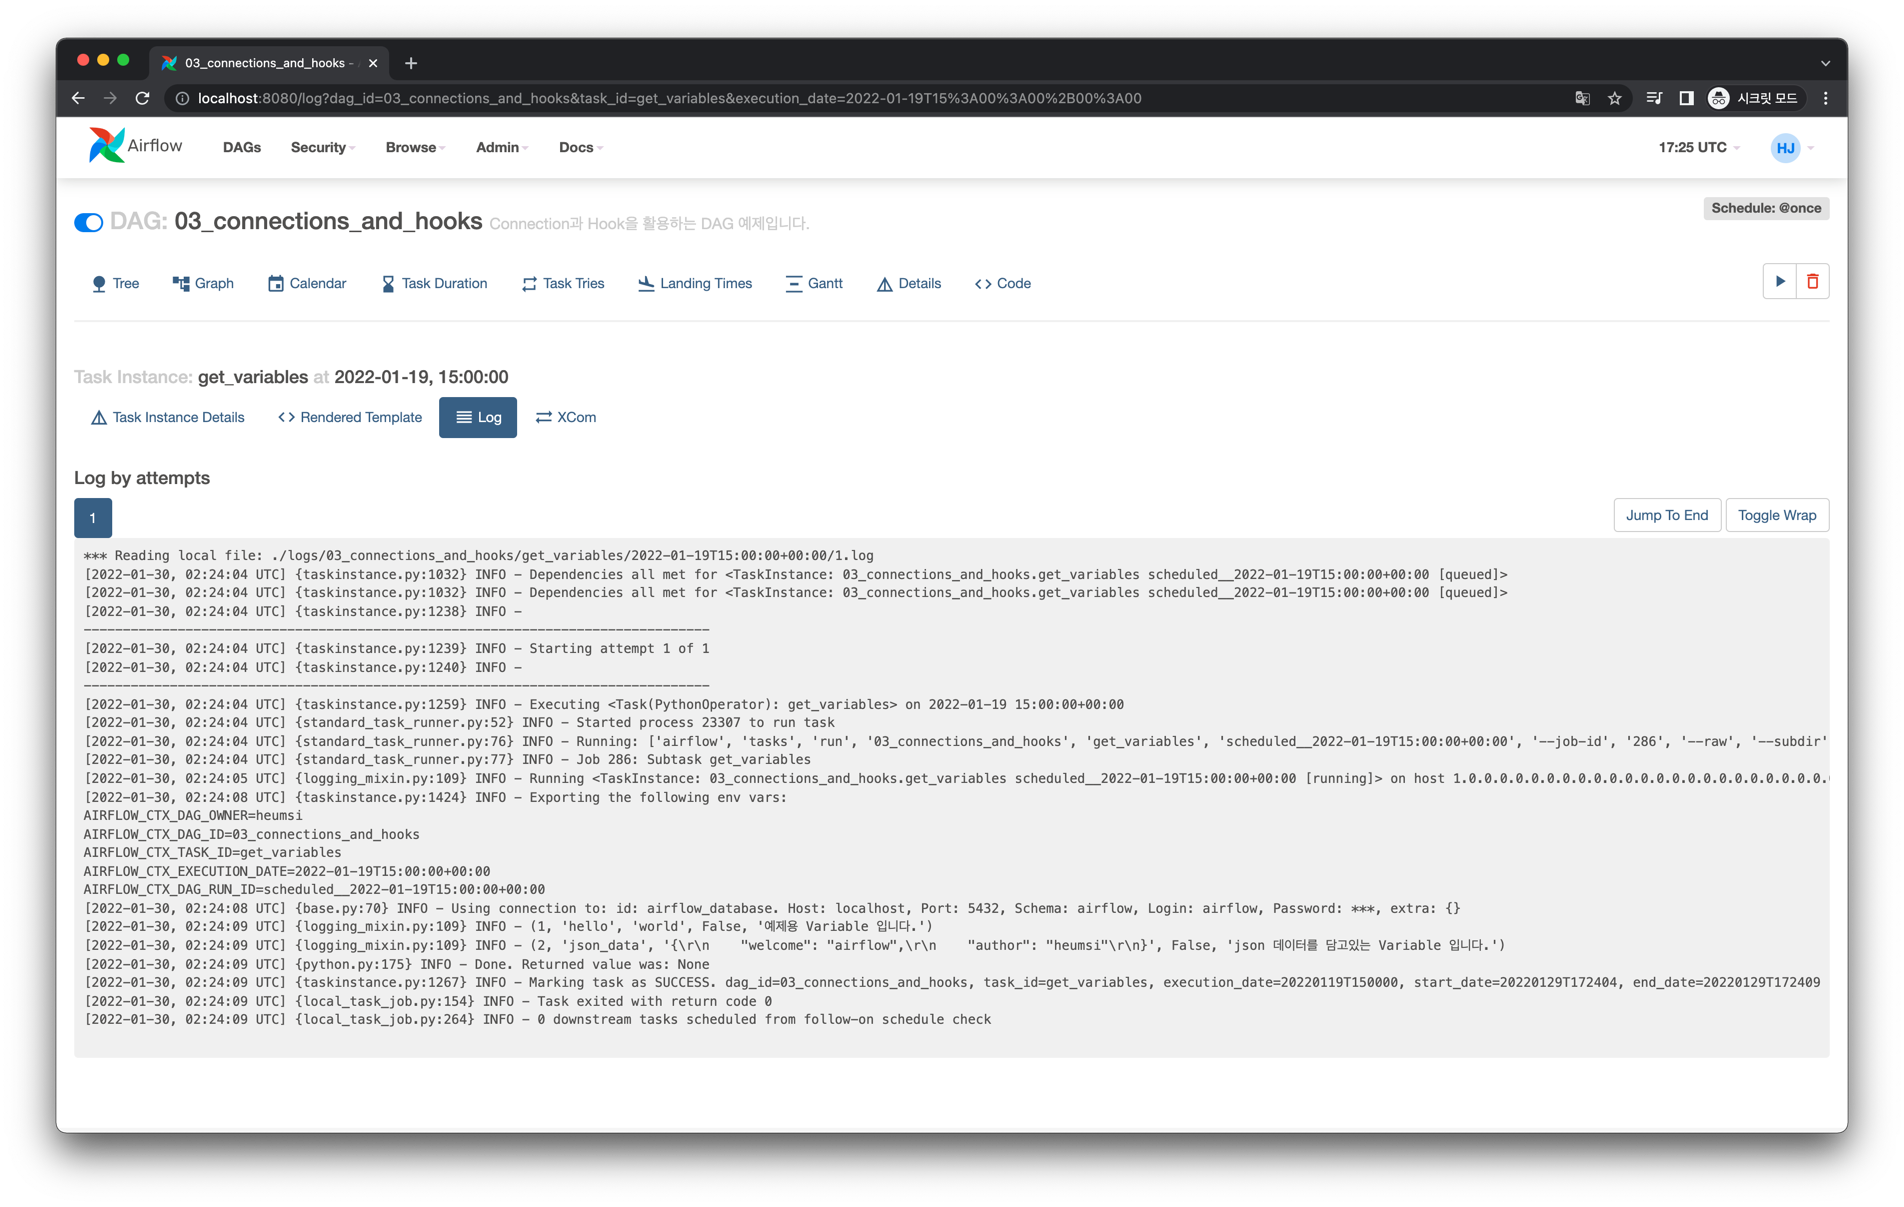 03_connections_and_hooks -
localhost:8080/log?dag_id=03_connections_and_hooks&task_id=get_variables&execution_date=2022-01-19T15%3A00%3A00%2B00%3A00
시크릿 모드
Airflow DAGs Security Browse Admin Docs 17:25 UTC HJ
DAG: 03_connections_and_hooks Connection과 Hook을 활용하는 DAG 예제입니다.
Schedule: @once
Tree Graph Calendar Task Duration Task Tries Landing Times Gantt Details Code
Task Instance: get_variables at 2022-01-19, 15:00:00
Task Instance Details Rendered Template Log XCom
Log by attempts
1
Jump To End Toggle Wrap
*** Reading local file: ./logs/03_connections_and_hooks/get_variables/2022-01-19T15:00:00+00:00/1.log
[2022-01-30, 02:24:04 UTC] {taskinstance.py:1032} INFO - Dependencies all met for <TaskInstance: 03_connections_and_hooks.get_variables scheduled__2022-01-19T15:00:00+00:00 [queued]>
[2022-01-30, 02:24:04 UTC] {taskinstance.py:1032} INFO - Dependencies all met for <TaskInstance: 03_connections_and_hooks.get_variables scheduled__2022-01-19T15:00:00+00:00 [queued]>
[2022-01-30, 02:24:04 UTC] {taskinstance.py:1238} INFO -
--------------------------------------------------------------------------------
[2022-01-30, 02:24:04 UTC] {taskinstance.py:1239} INFO - Starting attempt 1 of 1
[2022-01-30, 02:24:04 UTC] {taskinstance.py:1240} INFO -
--------------------------------------------------------------------------------
[2022-01-30, 02:24:04 UTC] {taskinstance.py:1259} INFO - Executing <Task(PythonOperator): get_variables> on 2022-01-19 15:00:00+00:00
[2022-01-30, 02:24:04 UTC] {standard_task_runner.py:52} INFO - Started process 23307 to run task
[2022-01-30, 02:24:04 UTC] {standard_task_runner.py:76} INFO - Running: ['airflow', 'tasks', 'run', '03_connections_and_hooks', 'get_variables', 'scheduled__2022-01-19T15:00:00+00:00', '--job-id', '286', '--raw', '--subdir'
[2022-01-30, 02:24:04 UTC] {standard_task_runner.py:77} INFO - Job 286: Subtask get_variables
[2022-01-30, 02:24:05 UTC] {logging_mixin.py:109} INFO - Running <TaskInstance: 03_connections_and_hooks.get_variables scheduled__2022-01-19T15:00:00+00:00 [running]> on host 1.0.0.0.0.0.0.0.0.0.0.0.0.0.0.0.0.0.0.0.0.0.0.0.
[2022-01-30, 02:24:08 UTC] {taskinstance.py:1424} INFO - Exporting the following env vars:
AIRFLOW_CTX_DAG_OWNER=heumsi
AIRFLOW_CTX_DAG_ID=03_connections_and_hooks
AIRFLOW_CTX_TASK_ID=get_variables
AIRFLOW_CTX_EXECUTION_DATE=2022-01-19T15:00:00+00:00
AIRFLOW_CTX_DAG_RUN_ID=scheduled__2022-01-19T15:00:00+00:00
[2022-01-30, 02:24:08 UTC] {base.py:70} INFO - Using connection to: id: airflow_database. Host: localhost, Port: 5432, Schema: airflow, Login: airflow, Password: ***, extra: {}
[2022-01-30, 02:24:09 UTC] {logging_mixin.py:109} INFO - (1, 'hello', 'world', False, '예제용 Variable 입니다.')
[2022-01-30, 02:24:09 UTC] {logging_mixin.py:109} INFO - (2, 'json_data', '{\r\n    "welcome": "airflow",\r\n    "author": "heumsi"\r\n}', False, 'json 데이터를 담고있는 Variable 입니다.')
[2022-01-30, 02:24:09 UTC] {python.py:175} INFO - Done. Returned value was: None
[2022-01-30, 02:24:09 UTC] {taskinstance.py:1267} INFO - Marking task as SUCCESS. dag_id=03_connections_and_hooks, task_id=get_variables, execution_date=20220119T150000, start_date=20220129T172404, end_date=20220129T172409
[2022-01-30, 02:24:09 UTC] {local_task_job.py:154} INFO - Task exited with return code 0
[2022-01-30, 02:24:09 UTC] {local_task_job.py:264} INFO - 0 downstream tasks scheduled from follow-on schedule check